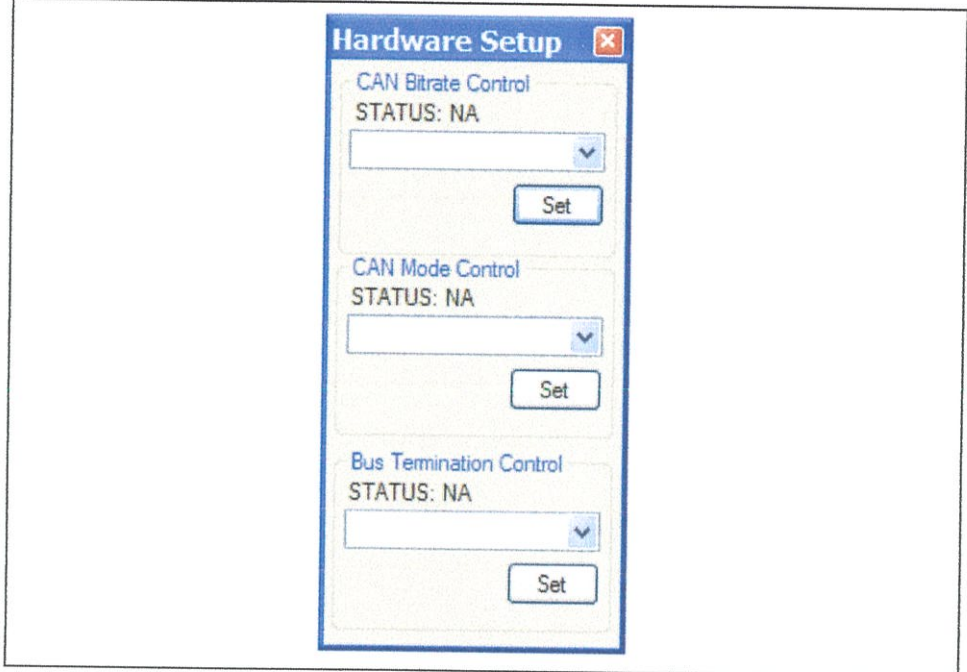 Hardware Setup
CAN Bitrate Control
STATUS: NA
Set
CAN Mode Control
STATUS: NA
Set
Bus Termination Control
STATUS: NA
Set